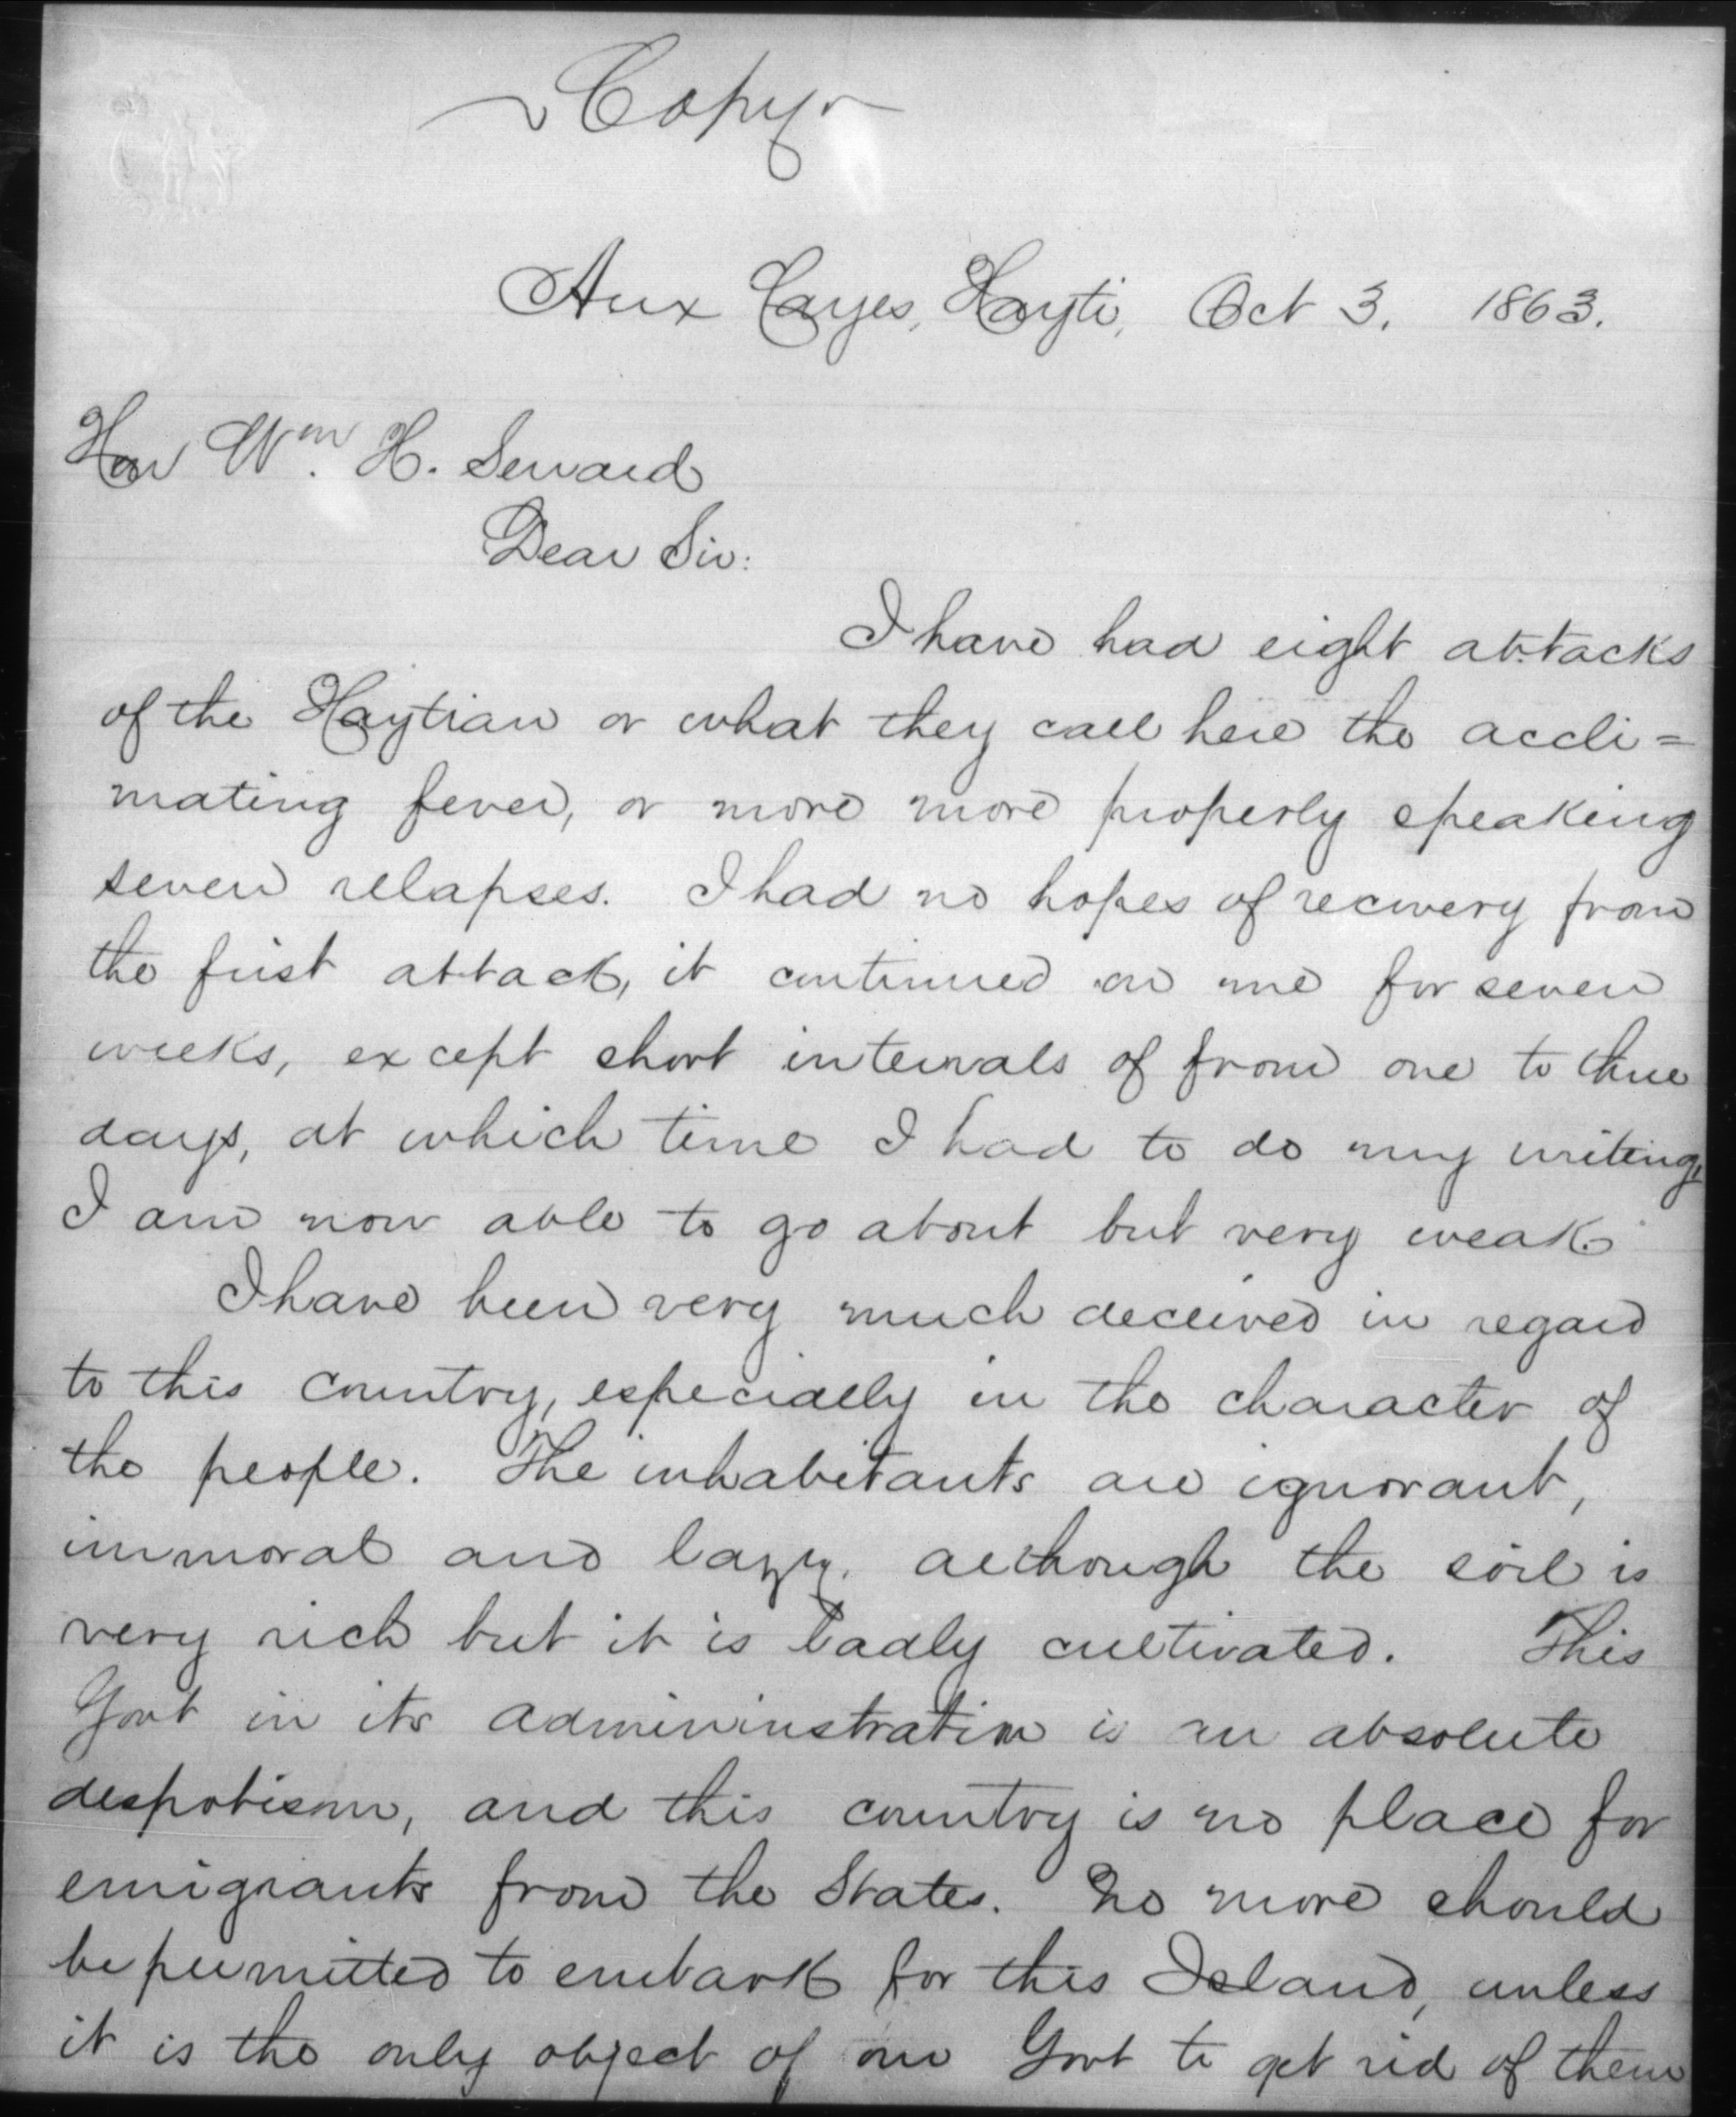 Copy
Aux Cayes, Hayti, Oct 3. 1863.
Hon Wm. H. Seward
Dear Sir:
I have had eight attacks
of the Haytian or what they call here the accli=
mating fever, or more more properly speaking
seven relapses. I had no hopes of recovery from
the first attack, it continued on me for seven
weeks, except short intervals of from one to three
days, at which time I had to do my writing,
I am now able to go about but very weak.
I have been very much deceived in regard
to this country, especially in the character of
the people. The inhabitants are ignorant,
immoral and lazy. although the soil is
very rich but it is badly cultivated. This
Govt in its admininistration is an absolute
despotism, and this country is no place for
emigrants from the States. No more should
be permitted to embark for this Island, unless
it is the only object of our Govt to get rid of them